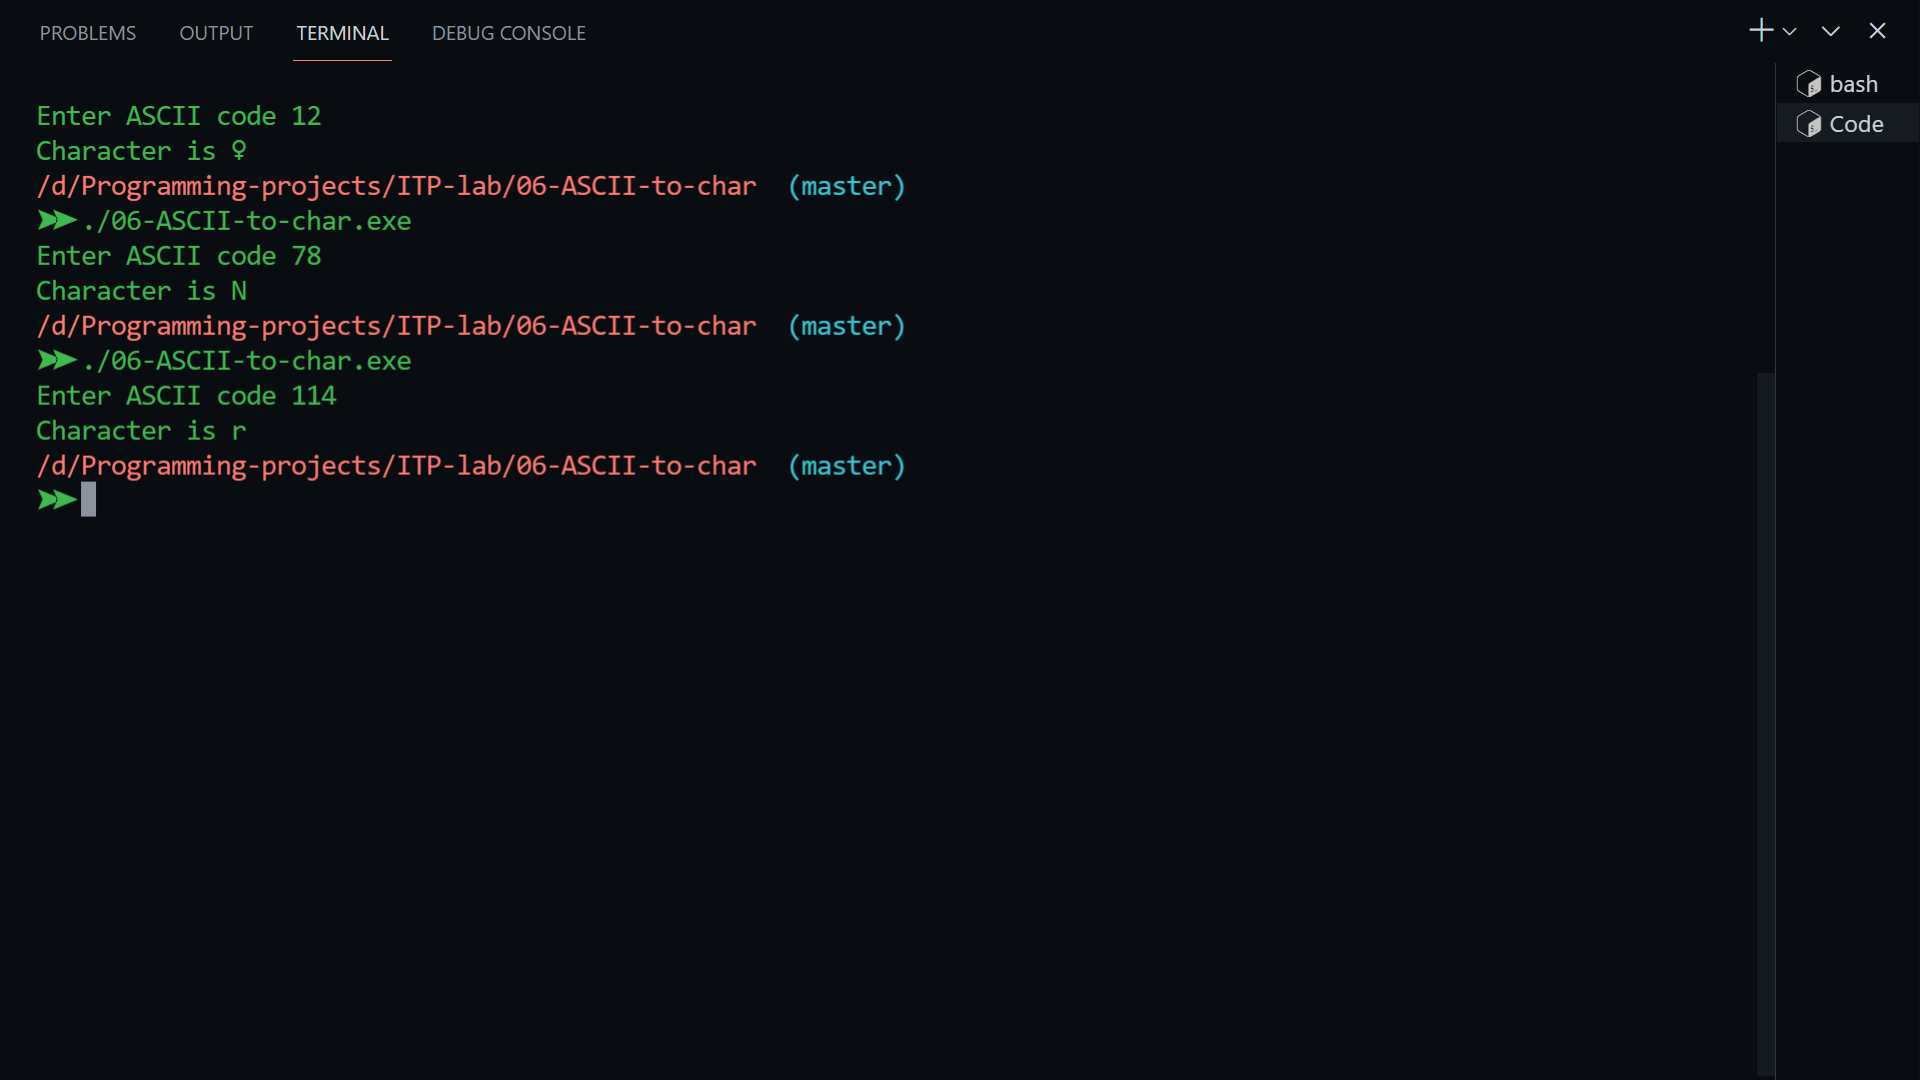 PROBLEMS OUTPUT TERMINAL DEBUG CONSOLE
bash
Code
Enter ASCII code 12
Character is ♀
/d/Programming-projects/ITP-lab/06-ASCII-to-char (master)
➤➤./06-ASCII-to-char.exe
Enter ASCII code 78
Character is N
/d/Programming-projects/ITP-lab/06-ASCII-to-char (master)
➤➤./06-ASCII-to-char.exe
Enter ASCII code 114
Character is r
/d/Programming-projects/ITP-lab/06-ASCII-to-char (master)
➤➤